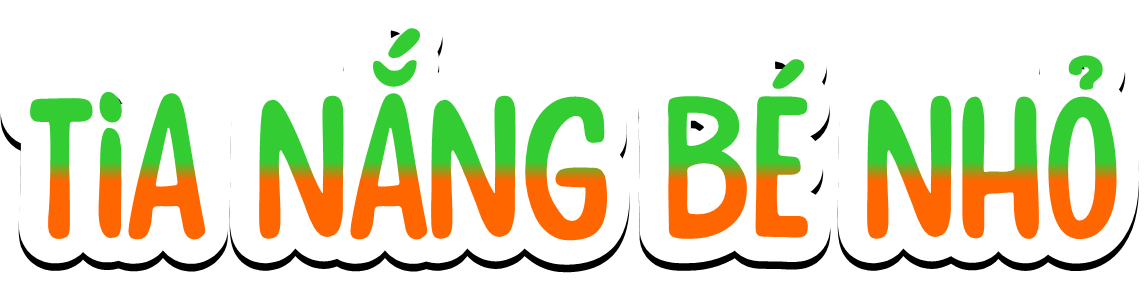 TiA NẮNG BÉ NHỎ